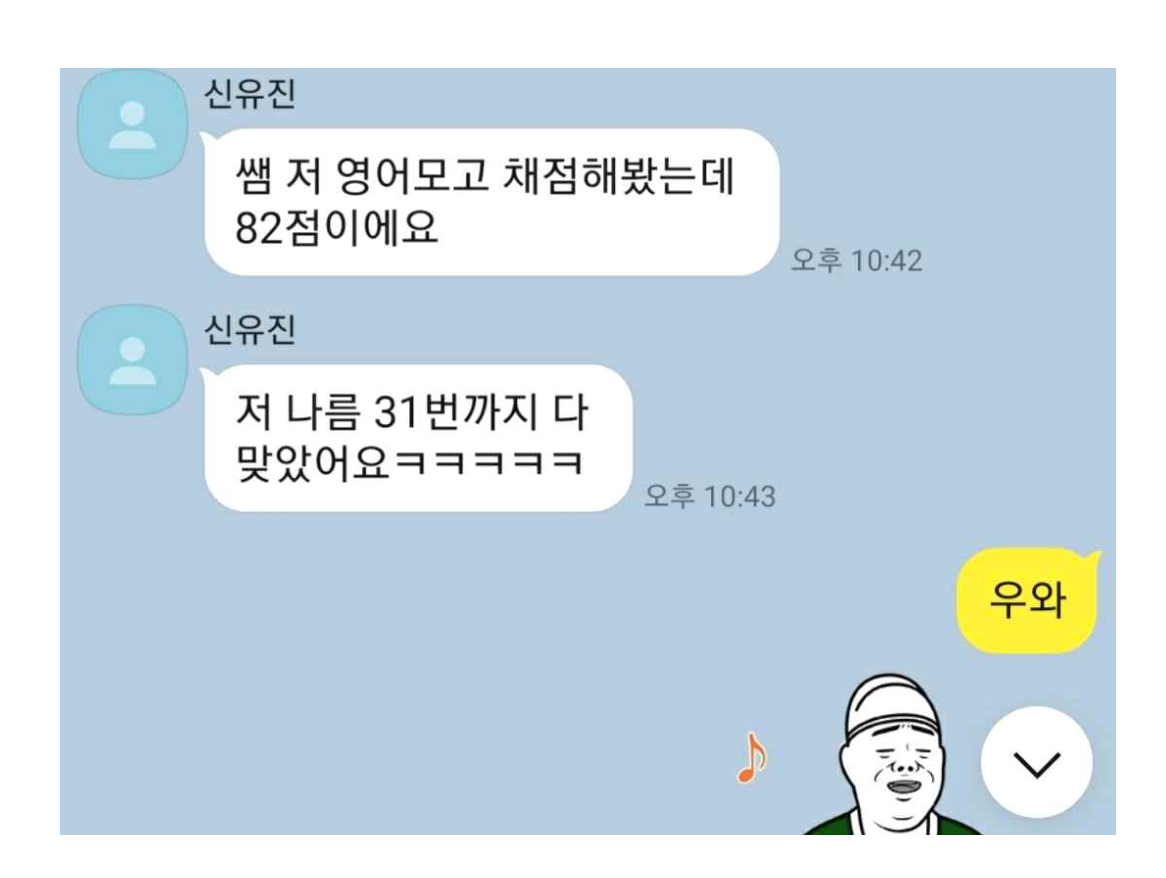 신유진
쌤 저 영어모고 채점해봤는데
82점이에요
오후 10:42
신유진
저 나름 31번까지 다
맞았어요ㅋㅋㅋㅋㅋ
오후 10:43
우와